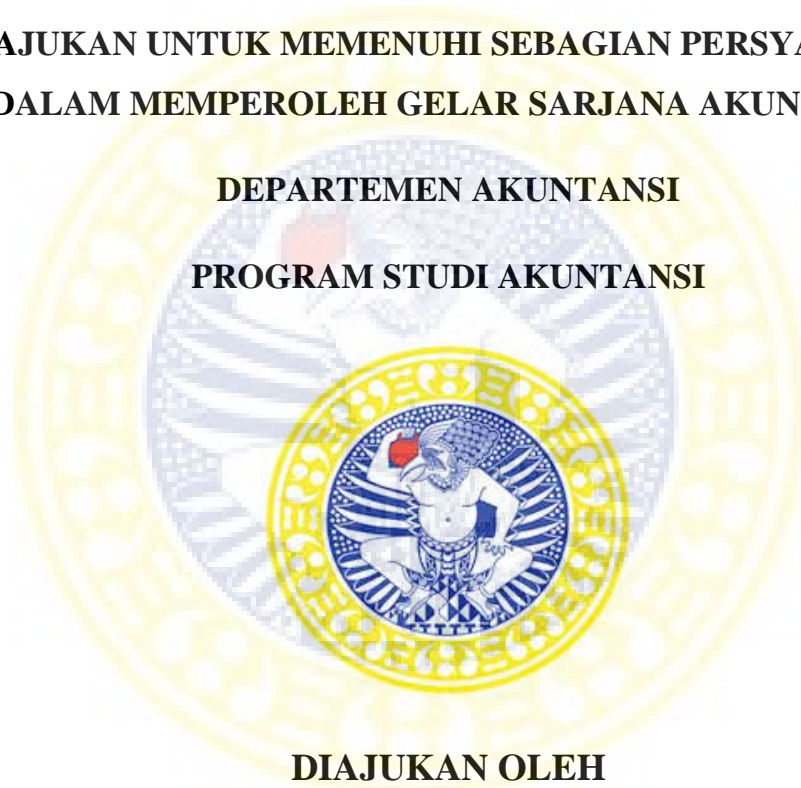 AJUKAN UNTUK MEMENUHI SEBAGIAN PERSYA
DALAM MEMPEROLEH GELAR SARJANA AKUN
DEPARTEMEN AKUNTANSI
PROGRAM STUDI AKUNTANSI
DIAJUKAN OLEH